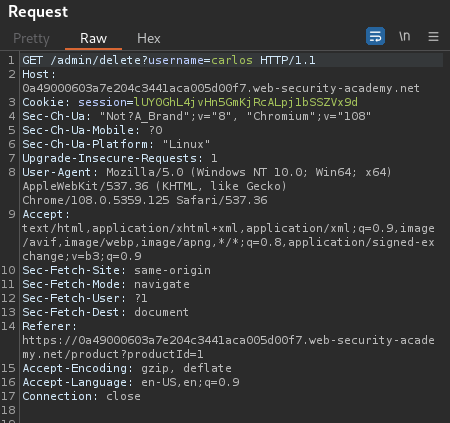 Request
Pretty Raw Hex \n
1 GET /admin/delete?username=carlos HTTP/1.1
2 Host:
0a49000603a7e204c3441aca005d00f7.web-security-academy.net
3 Cookie: session=lUY0GhL4jvHn5GmKjRcALpj1bSSZVx9d
4 Sec-Ch-Ua: "Not?A_Brand";v="8", "Chromium";v="108"
5 Sec-Ch-Ua-Mobile: ?0
6 Sec-Ch-Ua-Platform: "Linux"
7 Upgrade-Insecure-Requests: 1
8 User-Agent: Mozilla/5.0 (Windows NT 10.0; Win64; x64)
AppleWebKit/537.36 (KHTML, like Gecko)
Chrome/108.0.5359.125 Safari/537.36
9 Accept:
text/html,application/xhtml+xml,application/xml;q=0.9,image
/avif,image/webp,image/apng,*/*;q=0.8,application/signed-ex
change;v=b3;q=0.9
10 Sec-Fetch-Site: same-origin
11 Sec-Fetch-Mode: navigate
12 Sec-Fetch-User: ?1
13 Sec-Fetch-Dest: document
14 Referer:
https://0a49000603a7e204c3441aca005d00f7.web-security-acade
my.net/product?productId=1
15 Accept-Encoding: gzip, deflate
16 Accept-Language: en-US,en;q=0.9
17 Connection: close
18
19